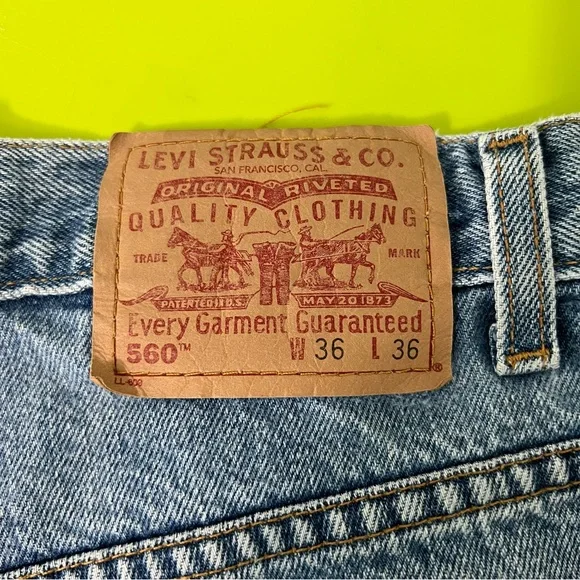 LEVI STRAUSS & CO.
SAN FRANCISCO, CAL.
ORIGINAL RIVETED
QUALITY CLOTHING
TRADE MARK
PATENTED IN U.S. MAY 20 1873
Every Garment Guaranteed
560™ W 36 L 36
®